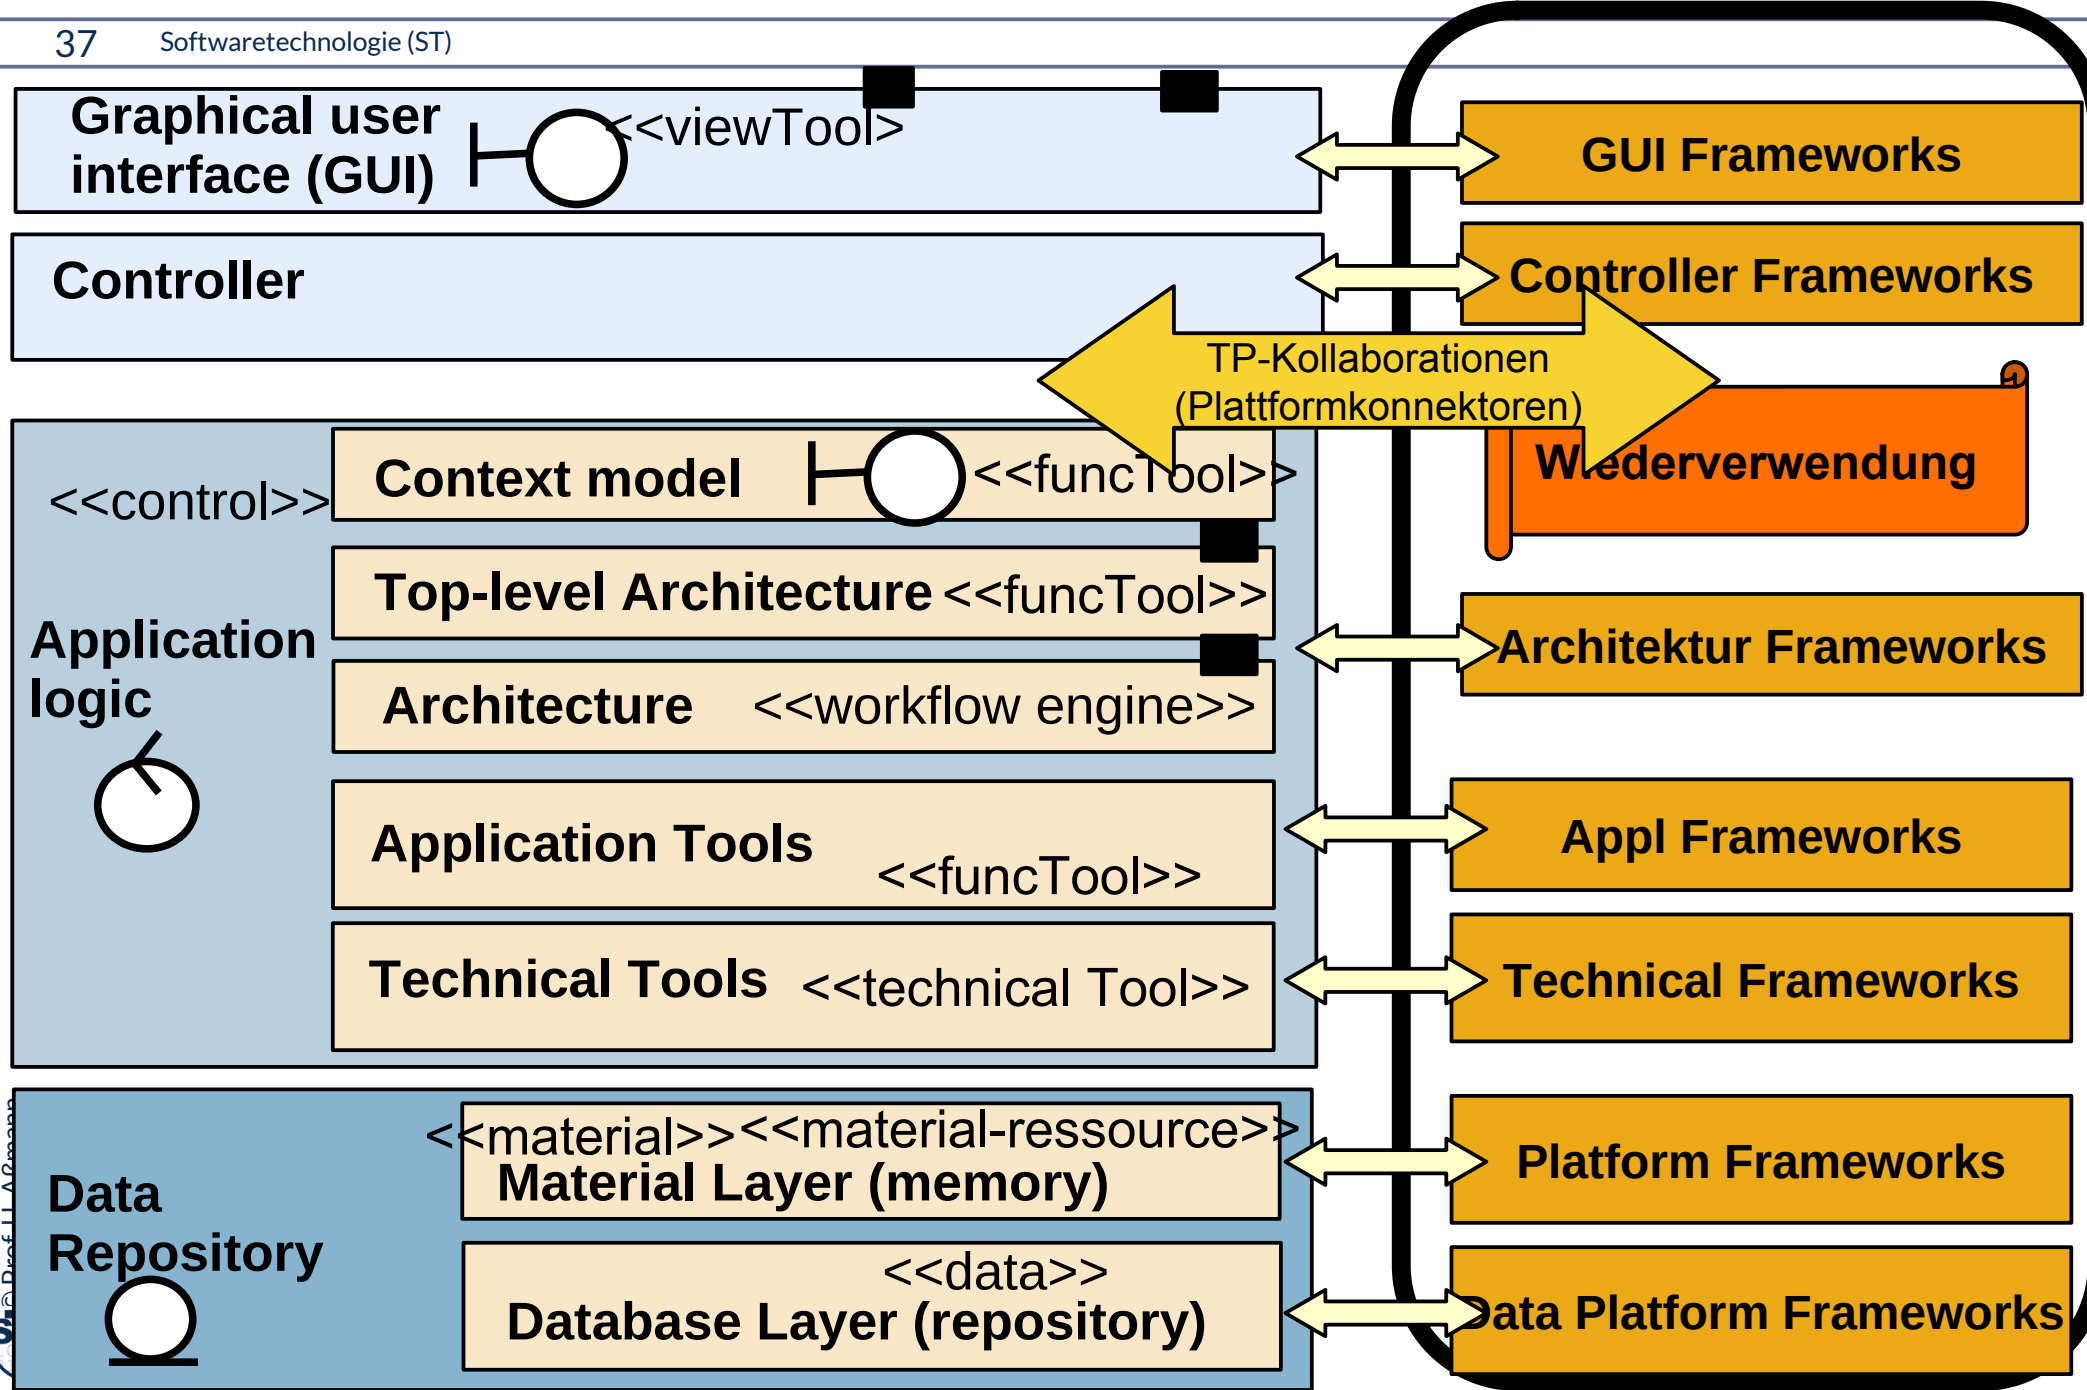 37 Softwaretechnologie (ST)
Graphical user
interface (GUI)
<<viewTool>
GUI Frameworks
Controller
Controller Frameworks
TP-Kollaborationen
(Plattformkonnektoren)
Wiederverwendung
<<control>>
Context model <<funcTool>>
Top-level Architecture <<funcTool>>
Application
logic
Architektur Frameworks
Architecture <<workflow engine>>
Application Tools
<<funcTool>>
Appl Frameworks
Technical Tools <<technical Tool>>
Technical Frameworks
<<material>> <<material-ressource>>
Material Layer (memory)
Platform Frameworks
Data
Repository
<<data>>
Database Layer (repository)
Data Platform Frameworks
© Prof. U. Aßmann